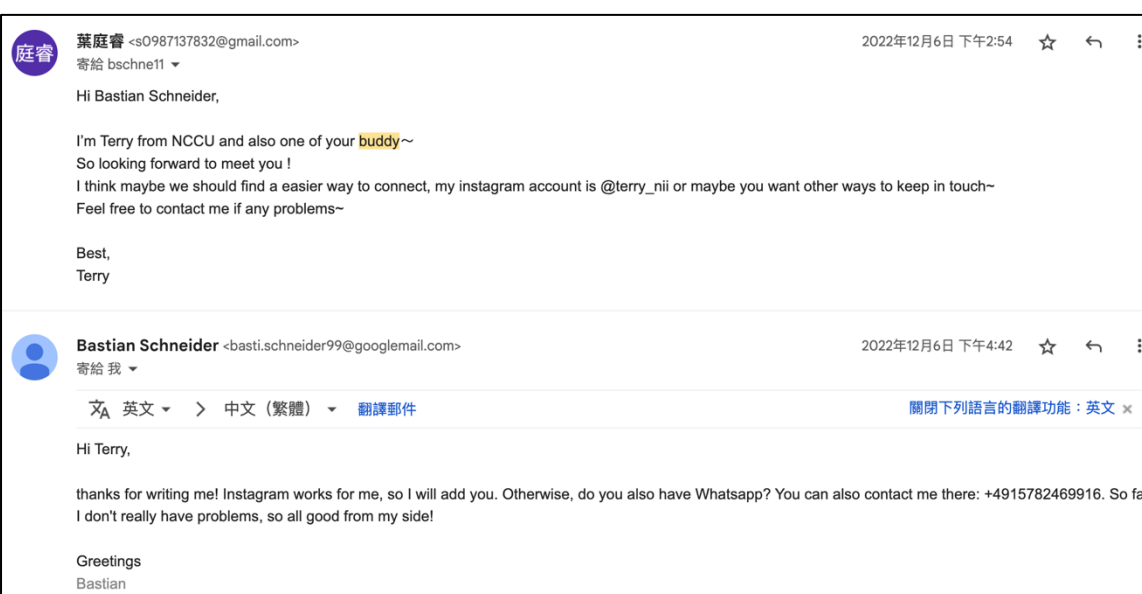 庭睿
葉庭睿 <s0987137832@gmail.com>
2022年12月6日 下午2:54
寄給 bschne11
Hi Bastian Schneider,
I'm Terry from NCCU and also one of your buddy～
So looking forward to meet you !
I think maybe we should find a easier way to connect, my instagram account is @terry_nii or maybe you want other ways to keep in touch~
Feel free to contact me if any problems~
Best,
Terry
Bastian Schneider <basti.schneider99@googlemail.com>
2022年12月6日 下午4:42
寄給 我
英文 > 中文（繁體） 翻譯郵件
關閉下列語言的翻譯功能：英文 ×
Hi Terry,
thanks for writing me! Instagram works for me, so I will add you. Otherwise, do you also have Whatsapp? You can also contact me there: +4915782469916. So
I don't really have problems, so all good from my side!
Greetings
Bastian